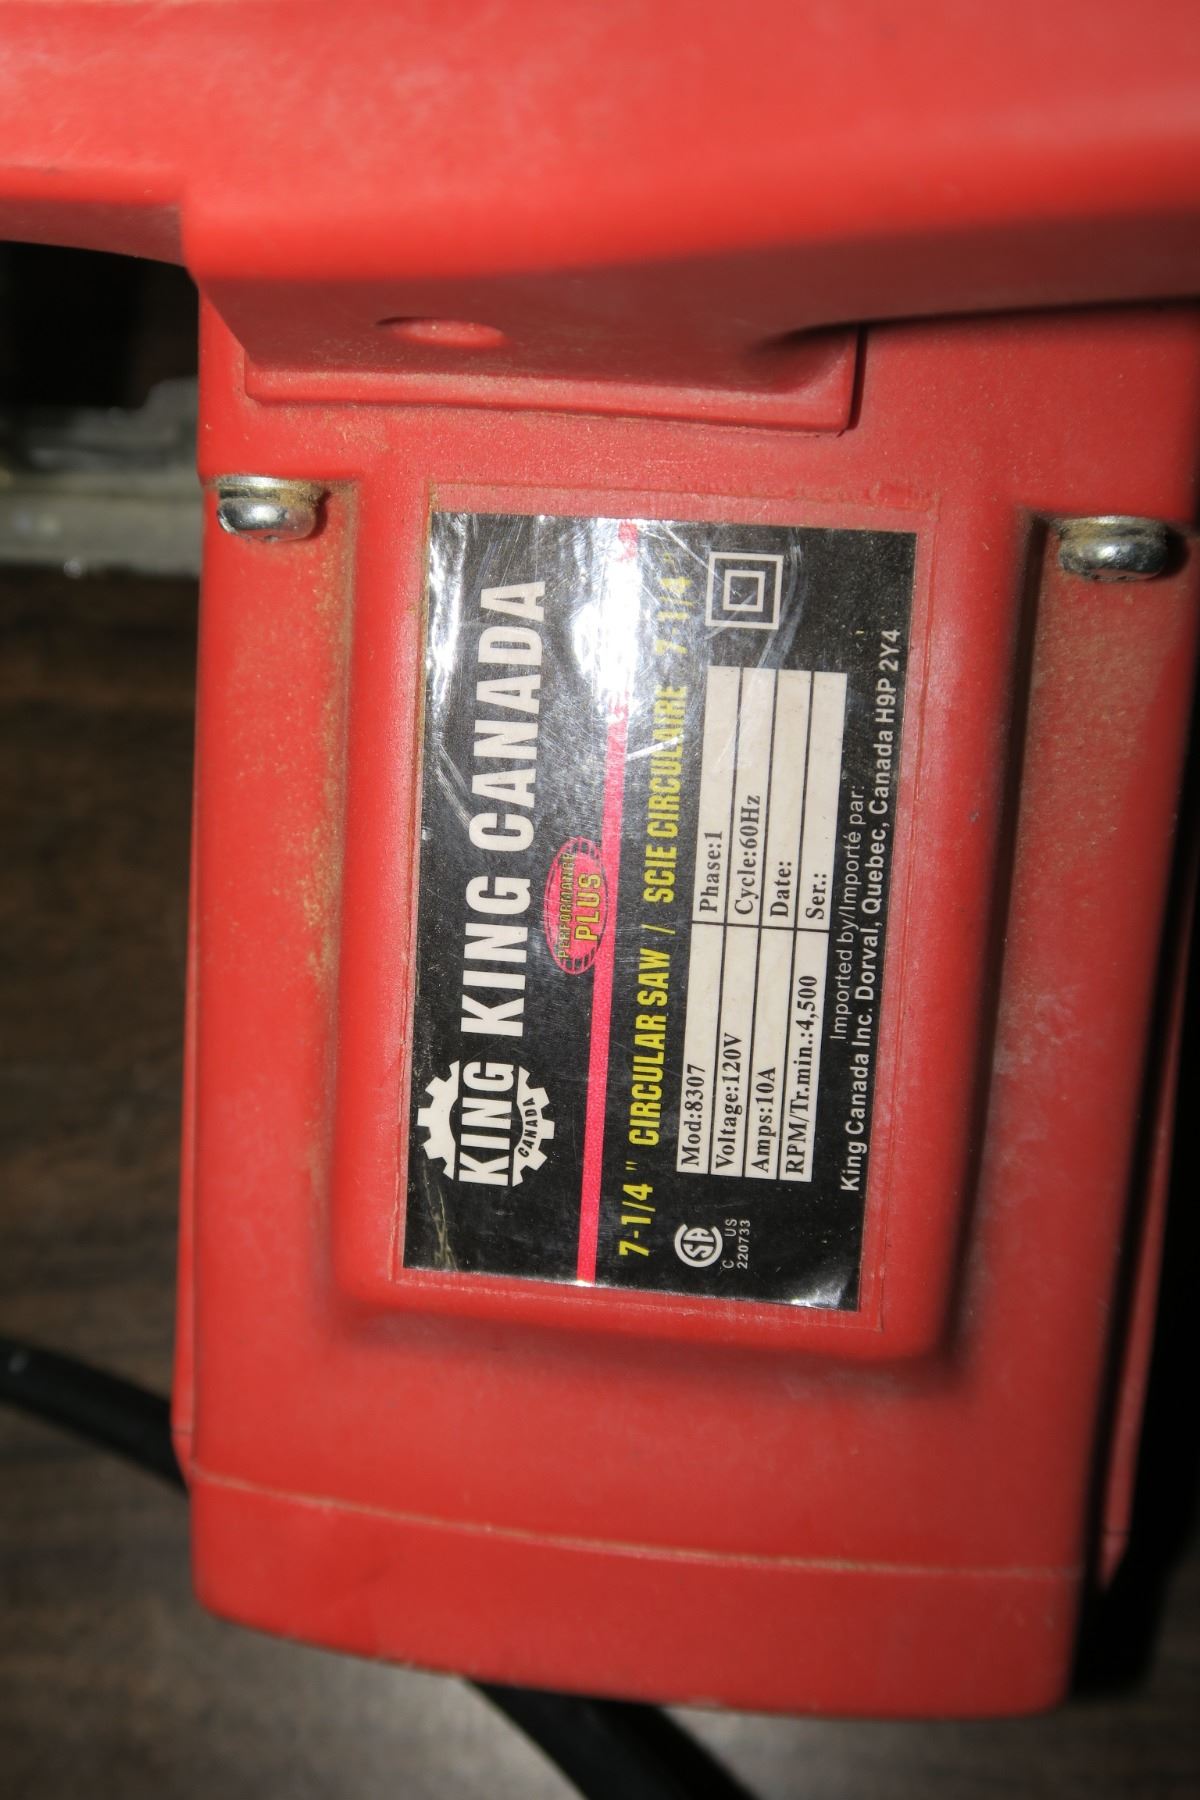 KING
CANADA
KING CANADA
PERFORMANCE
PLUS
7-1/4 " CIRCULAR SAW / SCIE CIRCULAIRE 7-1/4 "
Mod:8307 Phase:1
Voltage:120V Cycle:60Hz
Amps:10A Date:
RPM/Tr.min.:4,500 Ser.:
SA
C US
220733
Imported by/Importé par:
King Canada Inc. Dorval, Quebec, Canada H9P 2Y4